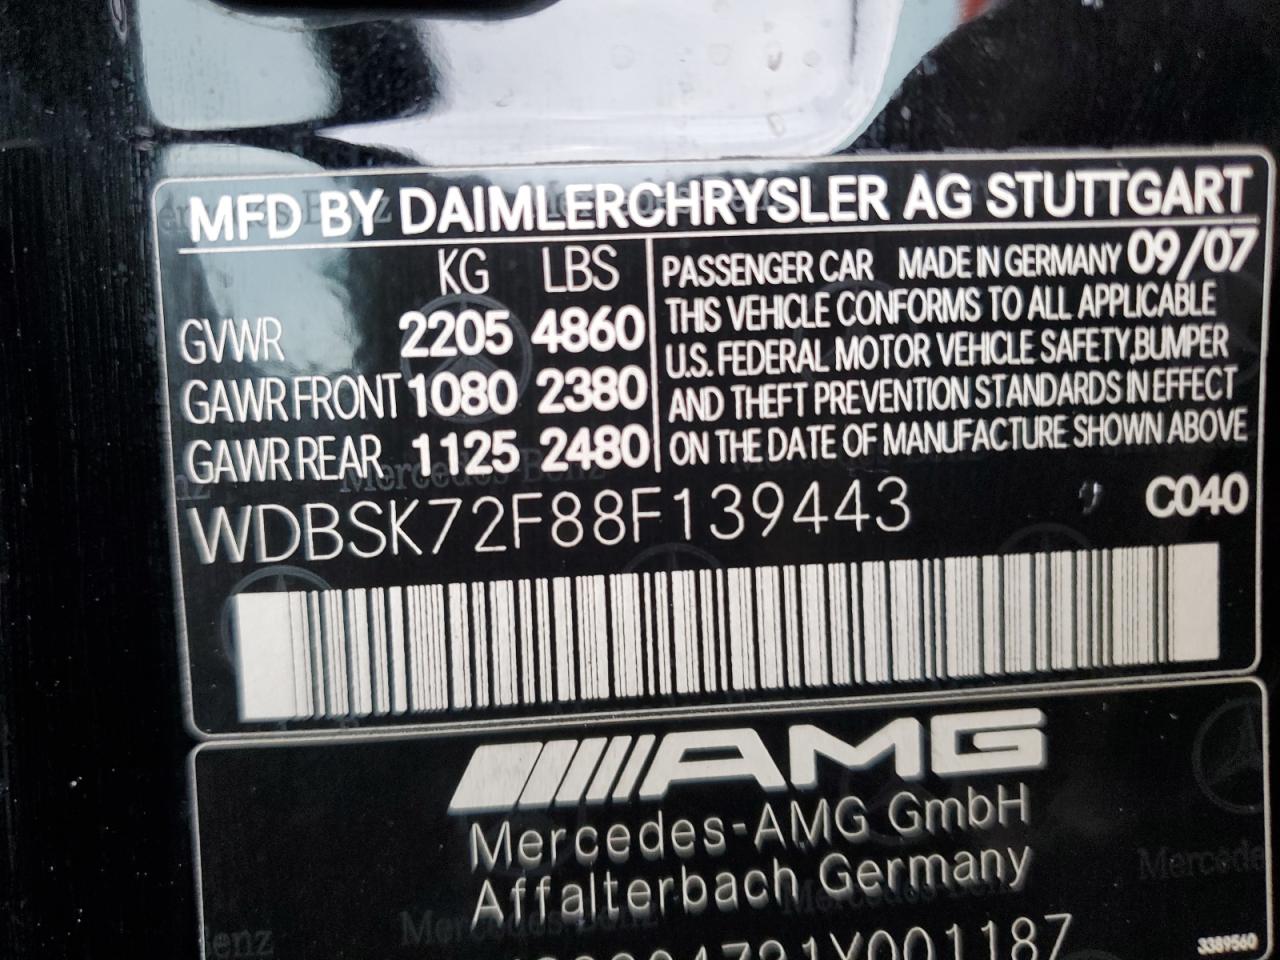 MFD BY DAIMLERCHRYSLER AG STUTTGART
KG LBS
GVWR 2205 4860
GAWR FRONT 1080 2380
GAWR REAR 1125 2480
PASSENGER CAR MADE IN GERMANY 09/07
THIS VEHICLE CONFORMS TO ALL APPLICABLE
U.S. FEDERAL MOTOR VEHICLE SAFETY,BUMPER
AND THEFT PREVENTION STANDARDS IN EFFECT
ON THE DATE OF MANUFACTURE SHOWN ABOVE
WDBSK72F88F139443 C040
AMG
Mercedes-AMG GmbH
Affalterbach Germany
3389560